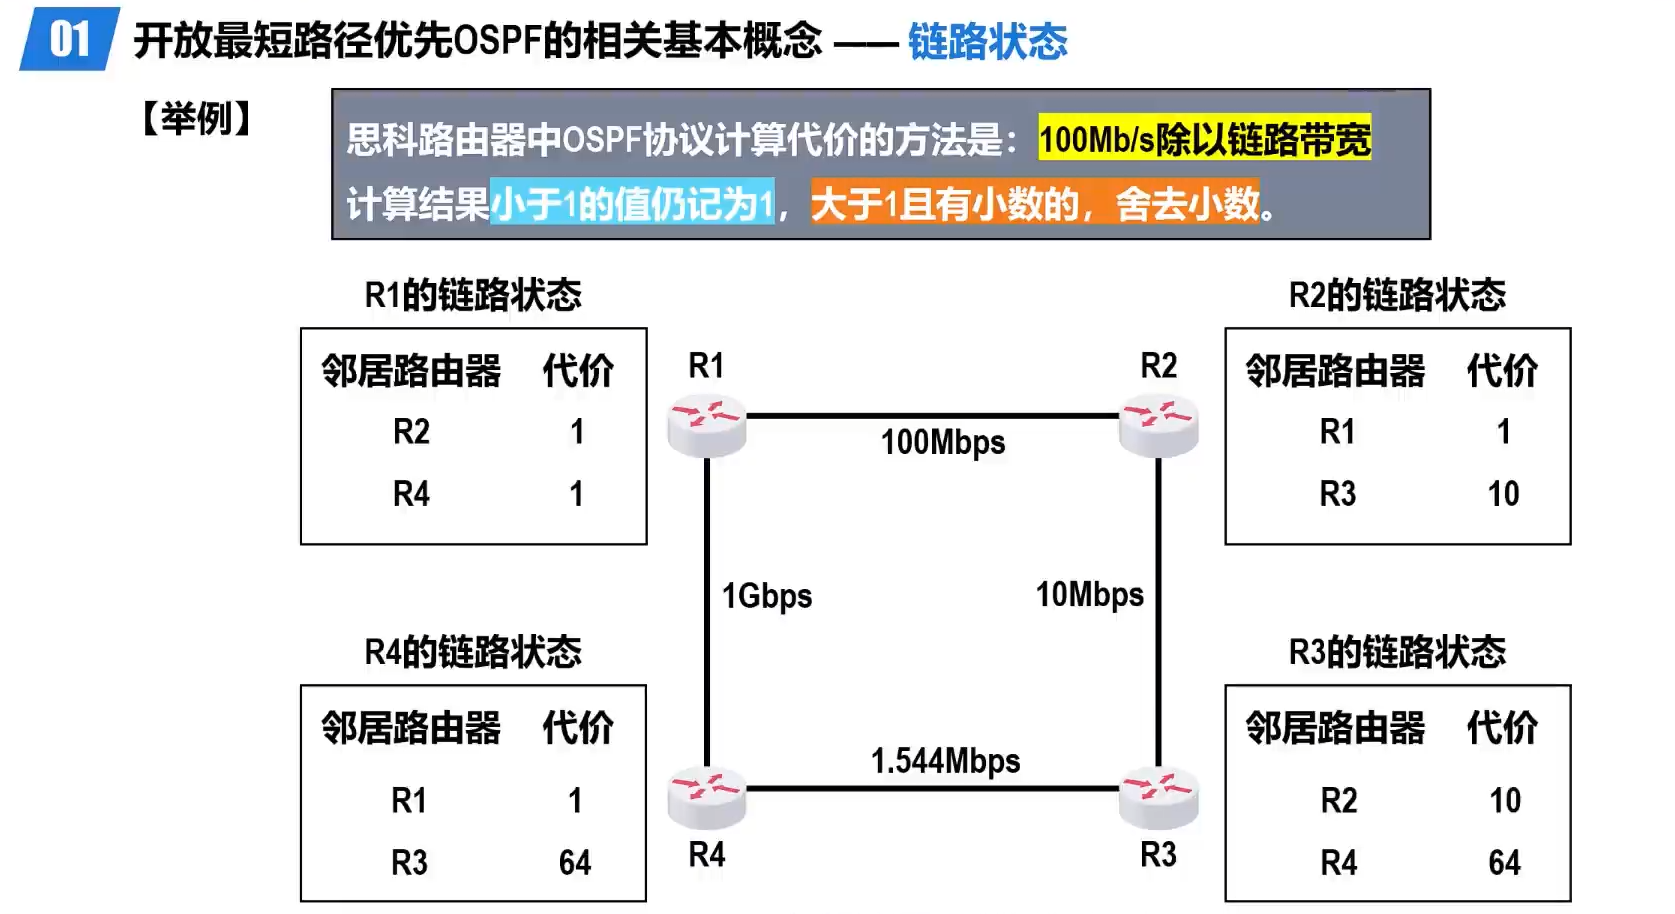 01 开放最短路径优先OSPF的相关基本概念 —— 链路状态
【举例】
思科路由器中OSPF协议计算代价的方法是：100Mb/s除以链路带宽
计算结果小于1的值仍记为1，大于1且有小数的，舍去小数。
R1的链路状态
邻居路由器 代价
R2 1
R4 1
R2的链路状态
邻居路由器 代价
R1 1
R3 10
R1
R2
100Mbps
1Gbps
10Mbps
1.544Mbps
R4
R3
R4的链路状态
邻居路由器 代价
R1 1
R3 64
R3的链路状态
邻居路由器 代价
R2 10
R4 64